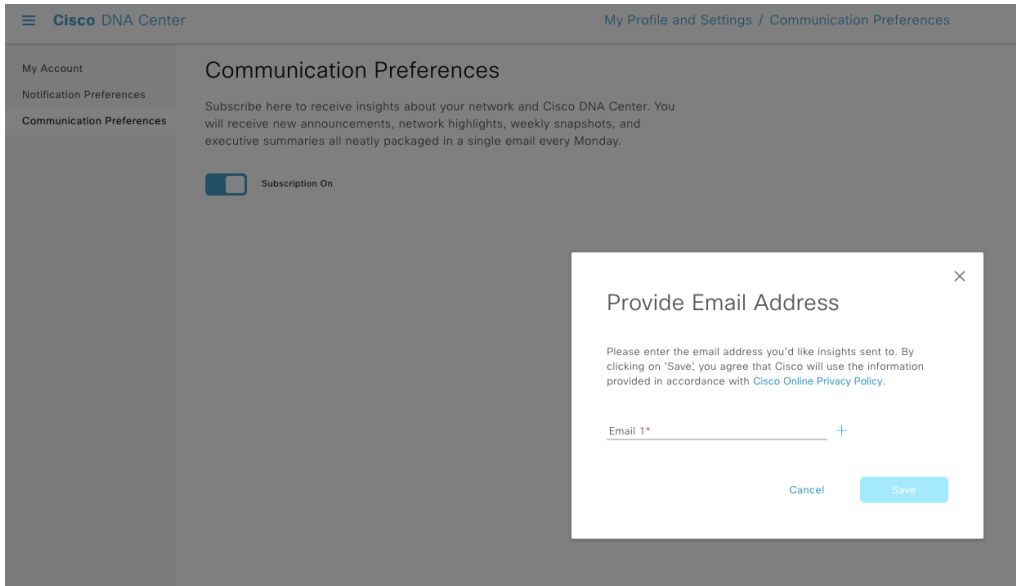 Cisco DNA Center
My Profile and Settings / Communication Preferences
My Account
Notification Preferences
Communication Preferences
Communication Preferences
Subscribe here to receive insights about your network and Cisco DNA Center. You
will receive new announcements, network highlights, weekly snapshots, and
executive summaries all neatly packaged in a single email every Monday.
Subscription On
Provide Email Address
Please enter the email address you'd like insights sent to. By
clicking on 'Save', you agree that Cisco will use the information
provided in accordance with Cisco Online Privacy Policy.
Email 1*
Cancel
Save